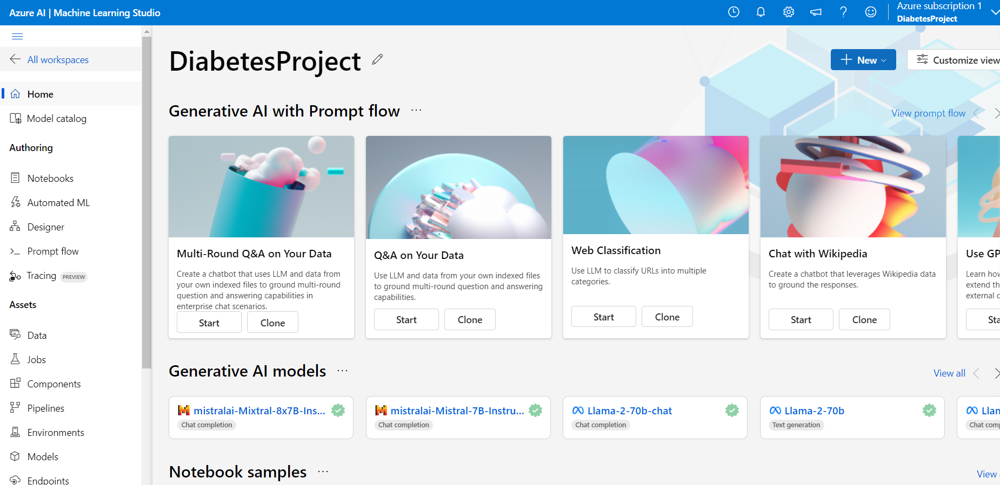 Azure AI | Machine Learning Studio
Azure subscription 1
DiabetesProject
All workspaces
Home
Model catalog
Authoring
Notebooks
Automated ML
Designer
Prompt flow
Tracing PREVIEW
Assets
Data
Jobs
Components
Pipelines
Environments
Models
Endpoints
DiabetesProject
New
Customize view
Generative AI with Prompt flow ...
View prompt flow
Multi-Round Q&A on Your Data
Create a chatbot that uses LLM and data from
your own indexed files to ground multi-round
question and answering capabilities in
enterprise chat scenarios.
Start Clone
Q&A on Your Data
Use LLM and data from your own indexed files
to ground multi-round question and answering
capabilities.
Start Clone
Web Classification
Use LLM to classify URLs into multiple
categories.
Start Clone
Chat with Wikipedia
Create a chatbot that leverages Wikipedia data
to ground the responses.
Start Clone
Use GP
Learn how
extend th
external
Sta
Generative AI models ...
View all
mistralai-Mixtral-8x7B-Ins...
Chat completion
mistralai-Mistral-7B-Instru...
Chat completion
Llama-2-70b-chat
Chat completion
Llama-2-70b
Text generation
Llan
Chat com
Notebook samples ...
View